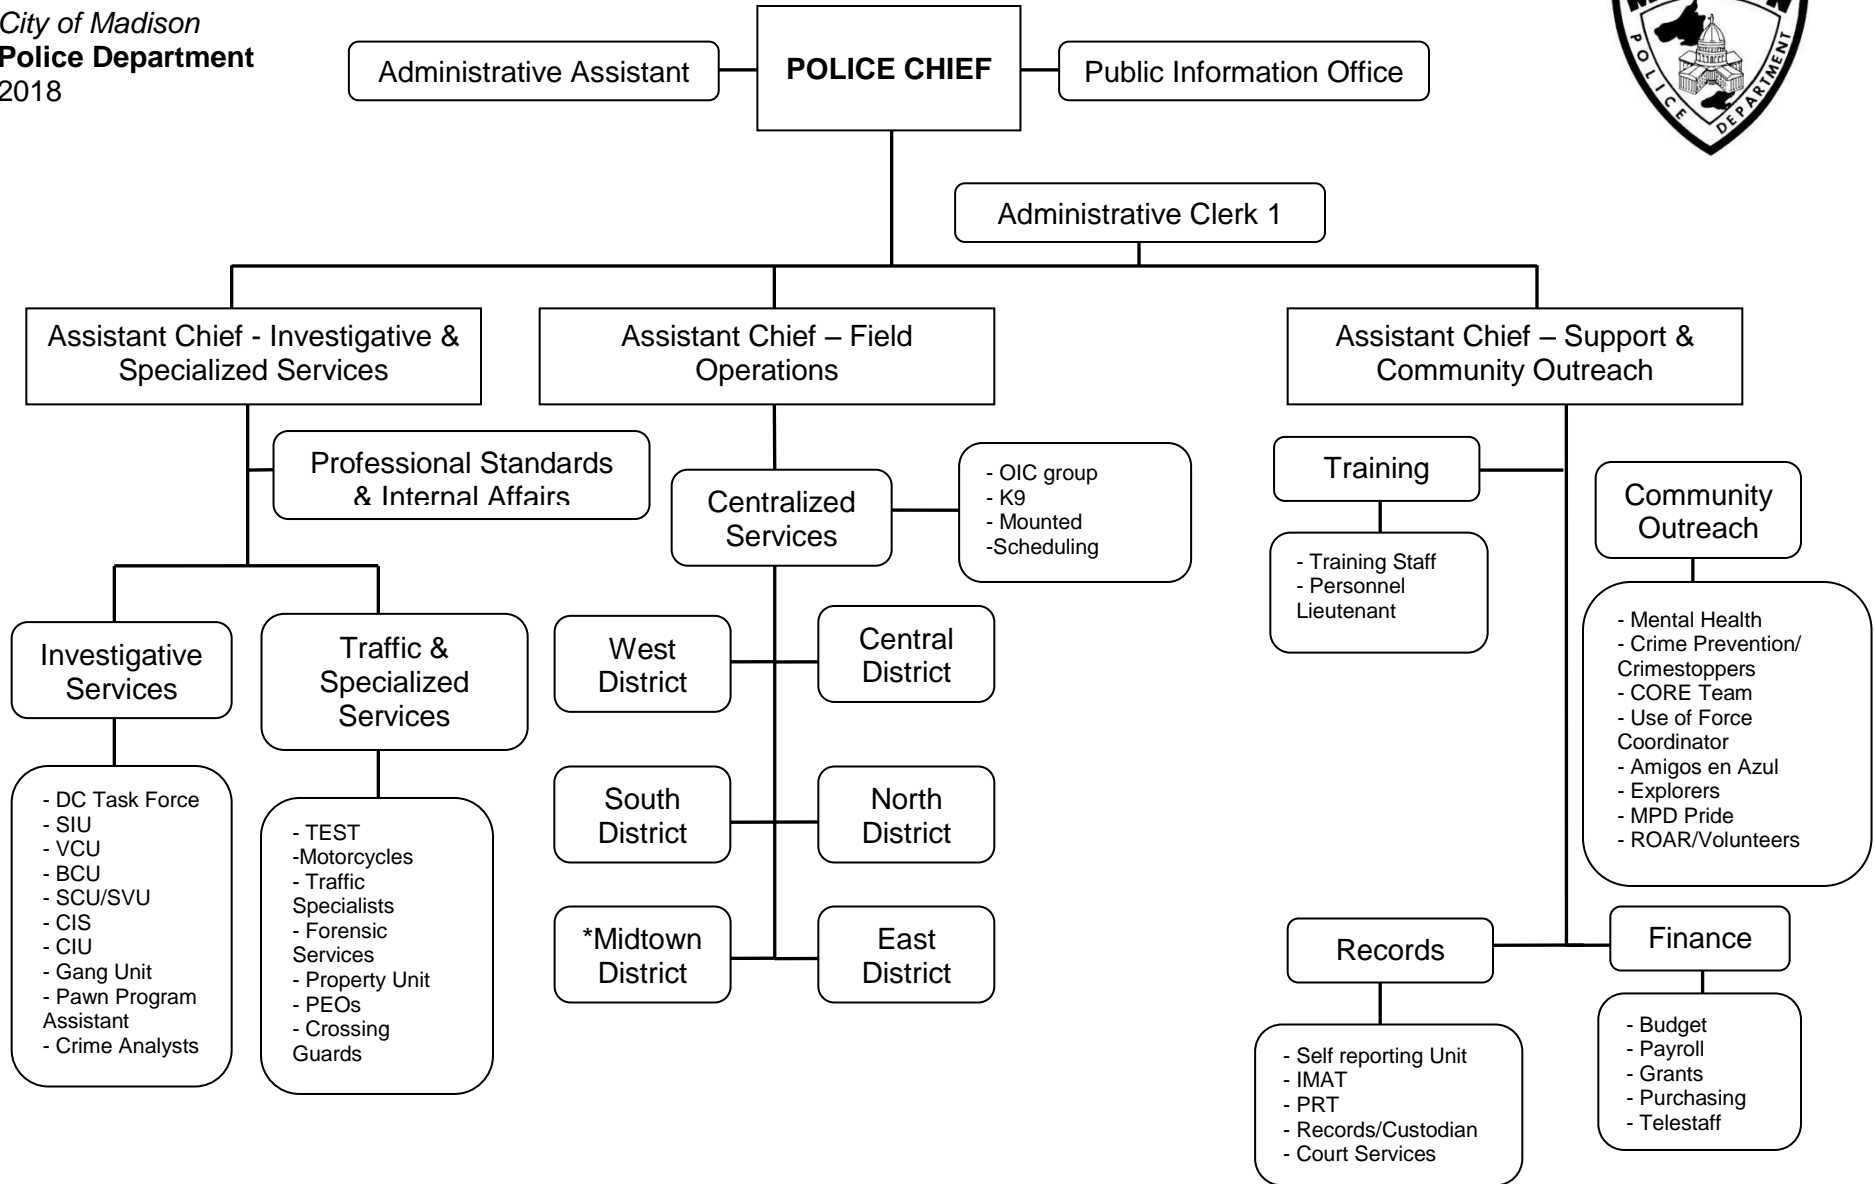 City of Madison
Police Department
2018
Administrative Assistant
POLICE CHIEF
Public Information Office
POLICE
DEPARTMENT
Administrative Clerk 1
Assistant Chief - Investigative &
Specialized Services
Assistant Chief – Field
Operations
Assistant Chief – Support &
Community Outreach
Professional Standards
& Internal Affairs
Centralized
Services
- OIC group
- K9
- Mounted
-Scheduling
Training
- Training Staff
- Personnel
Lieutenant
Community
Outreach
- Mental Health
- Crime Prevention/
Crimestoppers
- CORE Team
- Use of Force
Coordinator
- Amigos en Azul
- Explorers
- MPD Pride
- ROAR/Volunteers
Investigative
Services
Traffic &
Specialized
Services
West
District
Central
District
South
District
North
District
*Midtown
District
East
District
- DC Task Force
- SIU
- VCU
- BCU
- SCU/SVU
- CIS
- CIU
- Gang Unit
- Pawn Program
Assistant
- Crime Analysts
- TEST
-Motorcycles
- Traffic
Specialists
- Forensic
Services
- Property Unit
- PEOs
- Crossing
Guards
Records
Finance
- Self reporting Unit
- IMAT
- PRT
- Records/Custodian
- Court Services
- Budget
- Payroll
- Grants
- Purchasing
- Telestaff